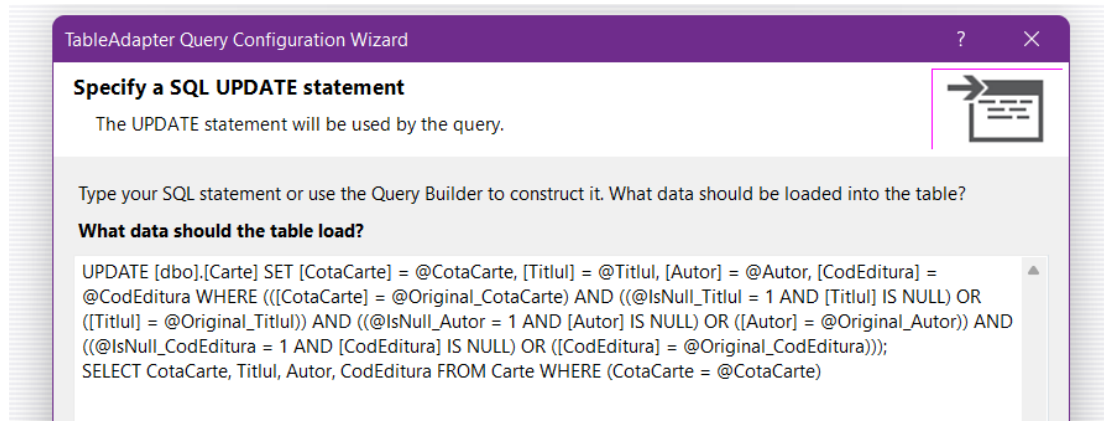 TableAdapter Query Configuration Wizard ?
Specify a SQL UPDATE statement
The UPDATE statement will be used by the query.
Type your SQL statement or use the Query Builder to construct it. What data should be loaded into the table?
What data should the table load?
UPDATE [dbo].[Carte] SET [CotaCarte] = @CotaCarte, [Titlul] = @Titlul, [Autor] = @Autor, [CodEditura] =
@CodEditura WHERE (([CotaCarte] = @Original_CotaCarte) AND ((@IsNull_Titlul = 1 AND [Titlul] IS NULL) OR
([Titlul] = @Original_Titlul)) AND ((@IsNull_Autor = 1 AND [Autor] IS NULL) OR ([Autor] = @Original_Autor)) AND
((@IsNull_CodEditura = 1 AND [CodEditura] IS NULL) OR ([CodEditura] = @Original_CodEditura)));
SELECT CotaCarte, Titlul, Autor, CodEditura FROM Carte WHERE (CotaCarte = @CotaCarte)